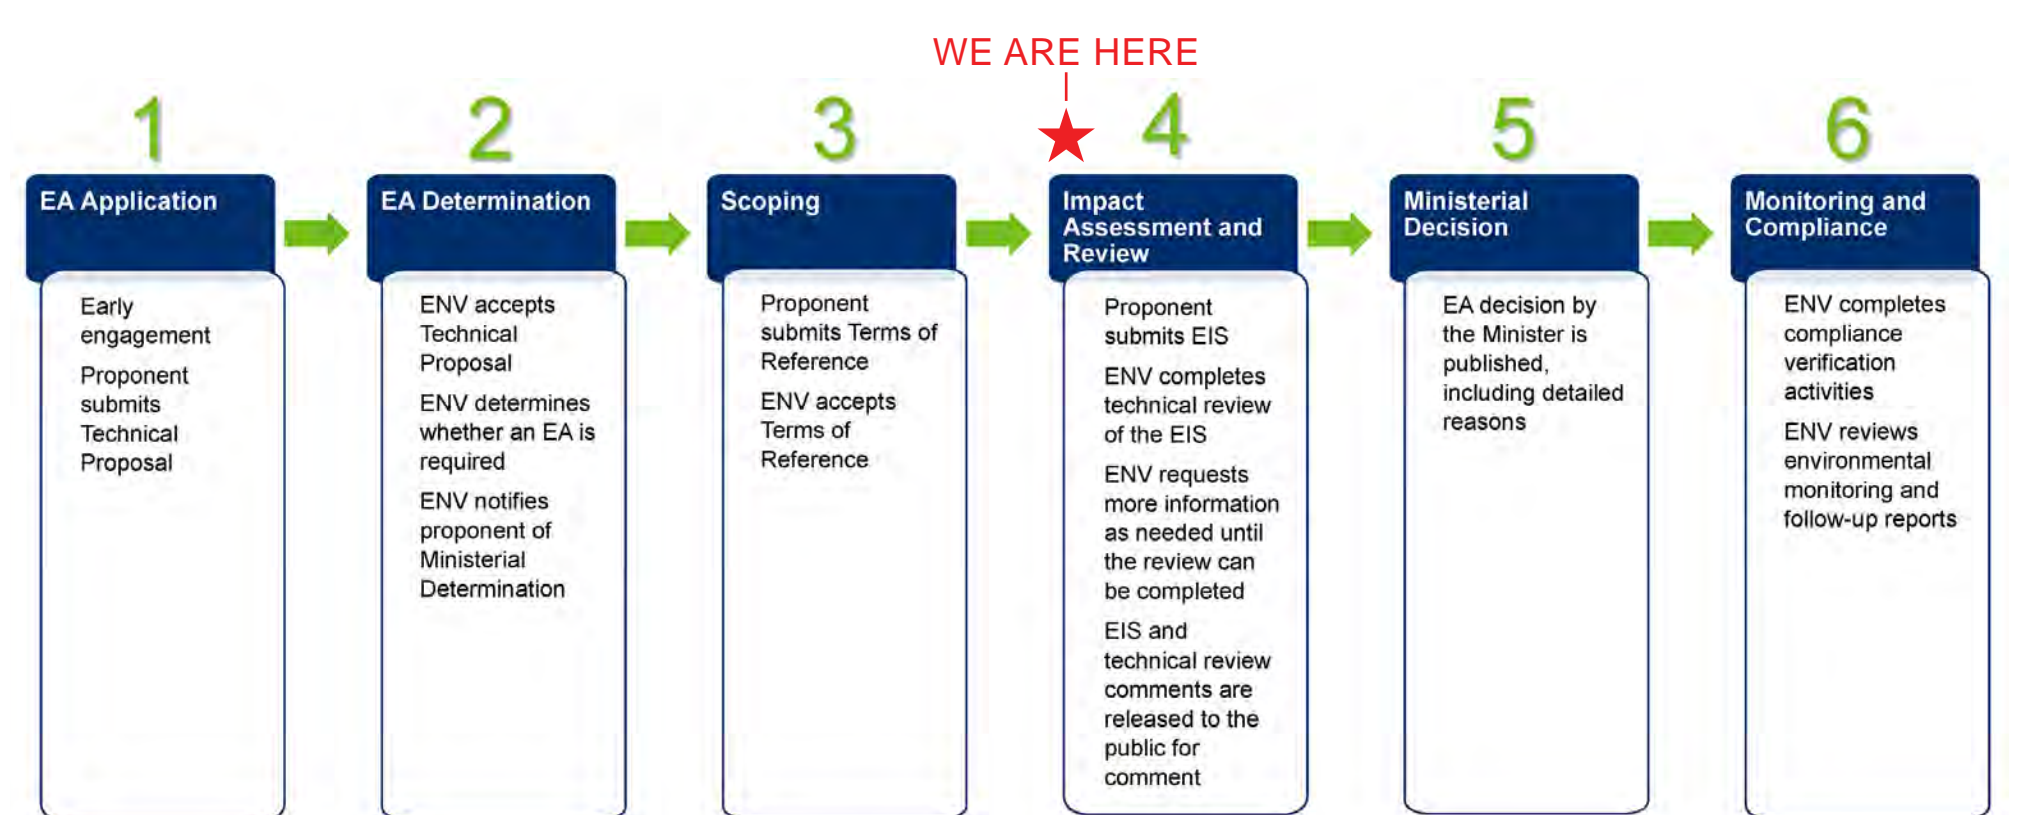 WE ARE HERE
1
EA Application
Early
engagement
Proponent
submits
Technical
Proposal
2
EA Determination
ENV accepts
Technical
Proposal
ENV determines
whether an EA is
required
ENV notifies
proponent of
Ministerial
Determination
3
Scoping
Proponent
submits Terms of
Reference
ENV accepts
Terms of
Reference
4
Impact
Assessment and
Review
Proponent
submits EIS
ENV completes
technical review
of the EIS
ENV requests
more information
as needed until
the review can
be completed
EIS and
technical review
comments are
released to the
public for
comment
5
Ministerial
Decision
EA decision by
the Minister is
published,
including detailed
reasons
6
Monitoring and
Compliance
ENV completes
compliance
verification
activities
ENV reviews
environmental
monitoring and
follow-up reports